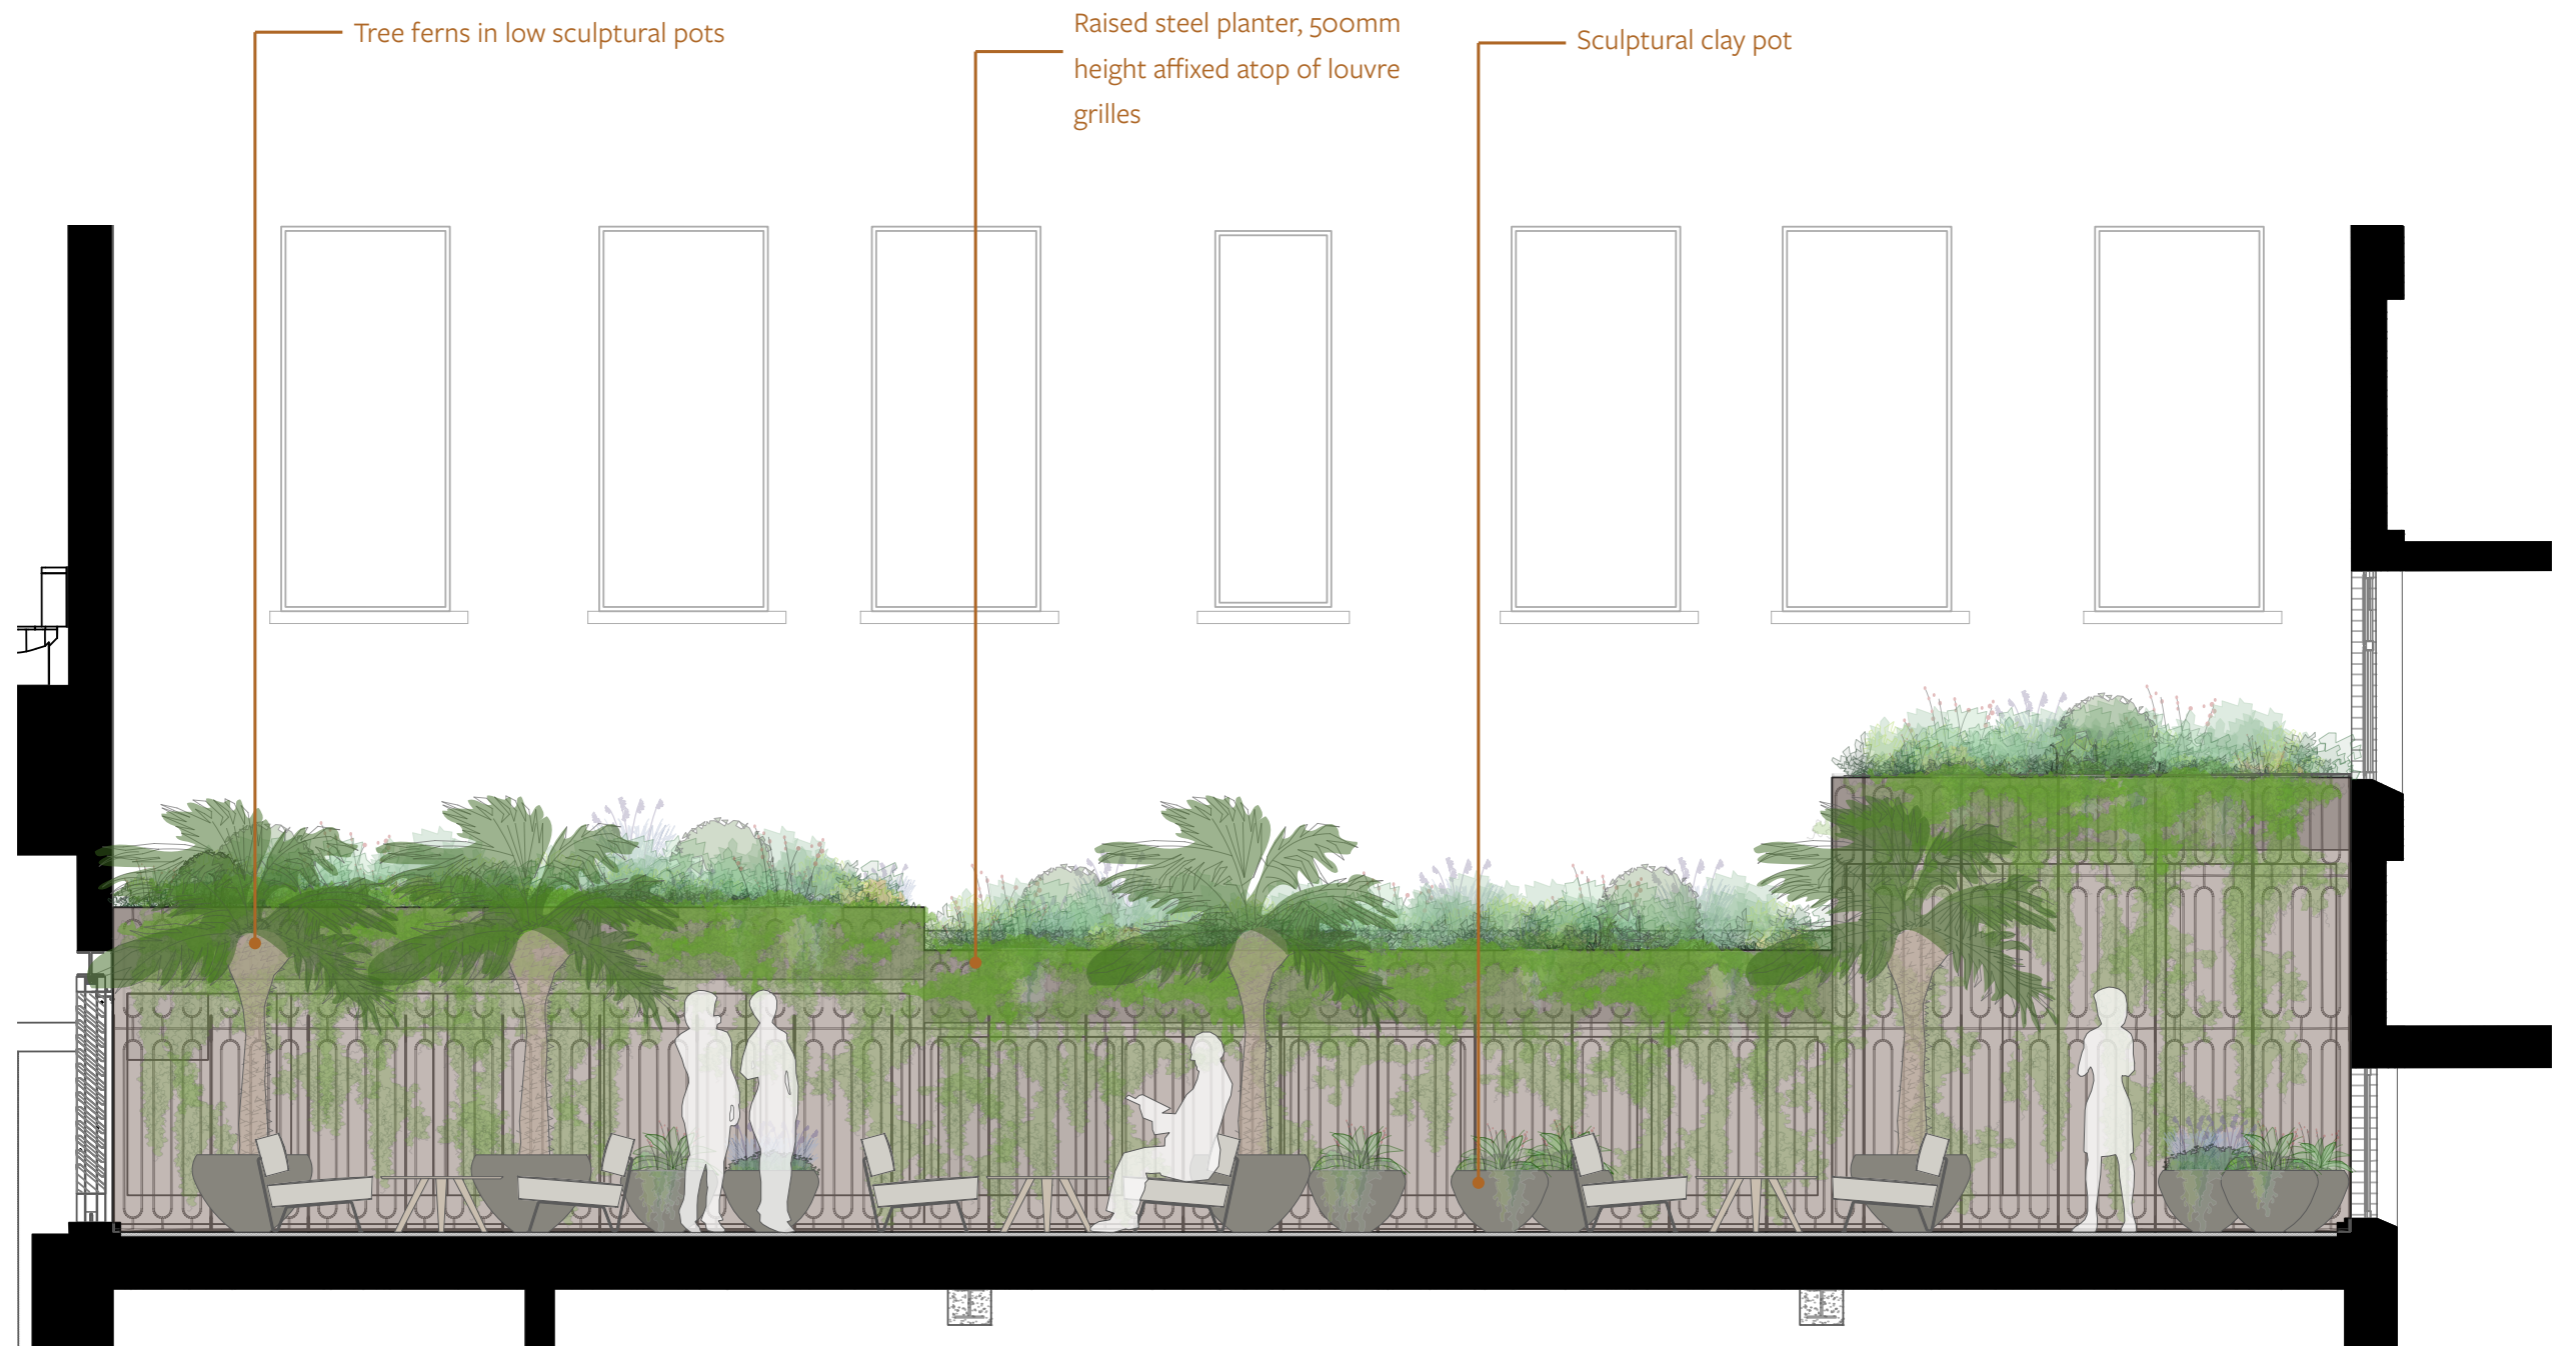 Tree ferns in low sculptural pots
Raised steel planter, 500mm
height affixed atop of louvre
grilles
Sculptural clay pot